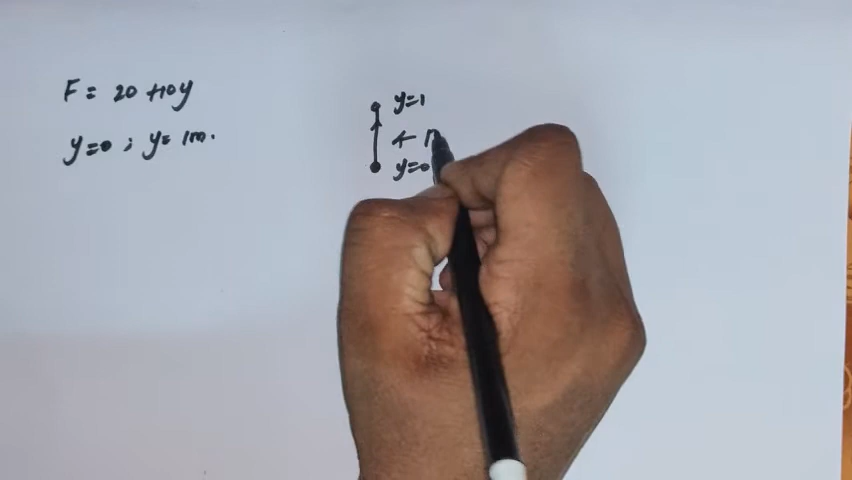 F = 20 +10y
y=0 ; y= 1m.
y=1
y=0